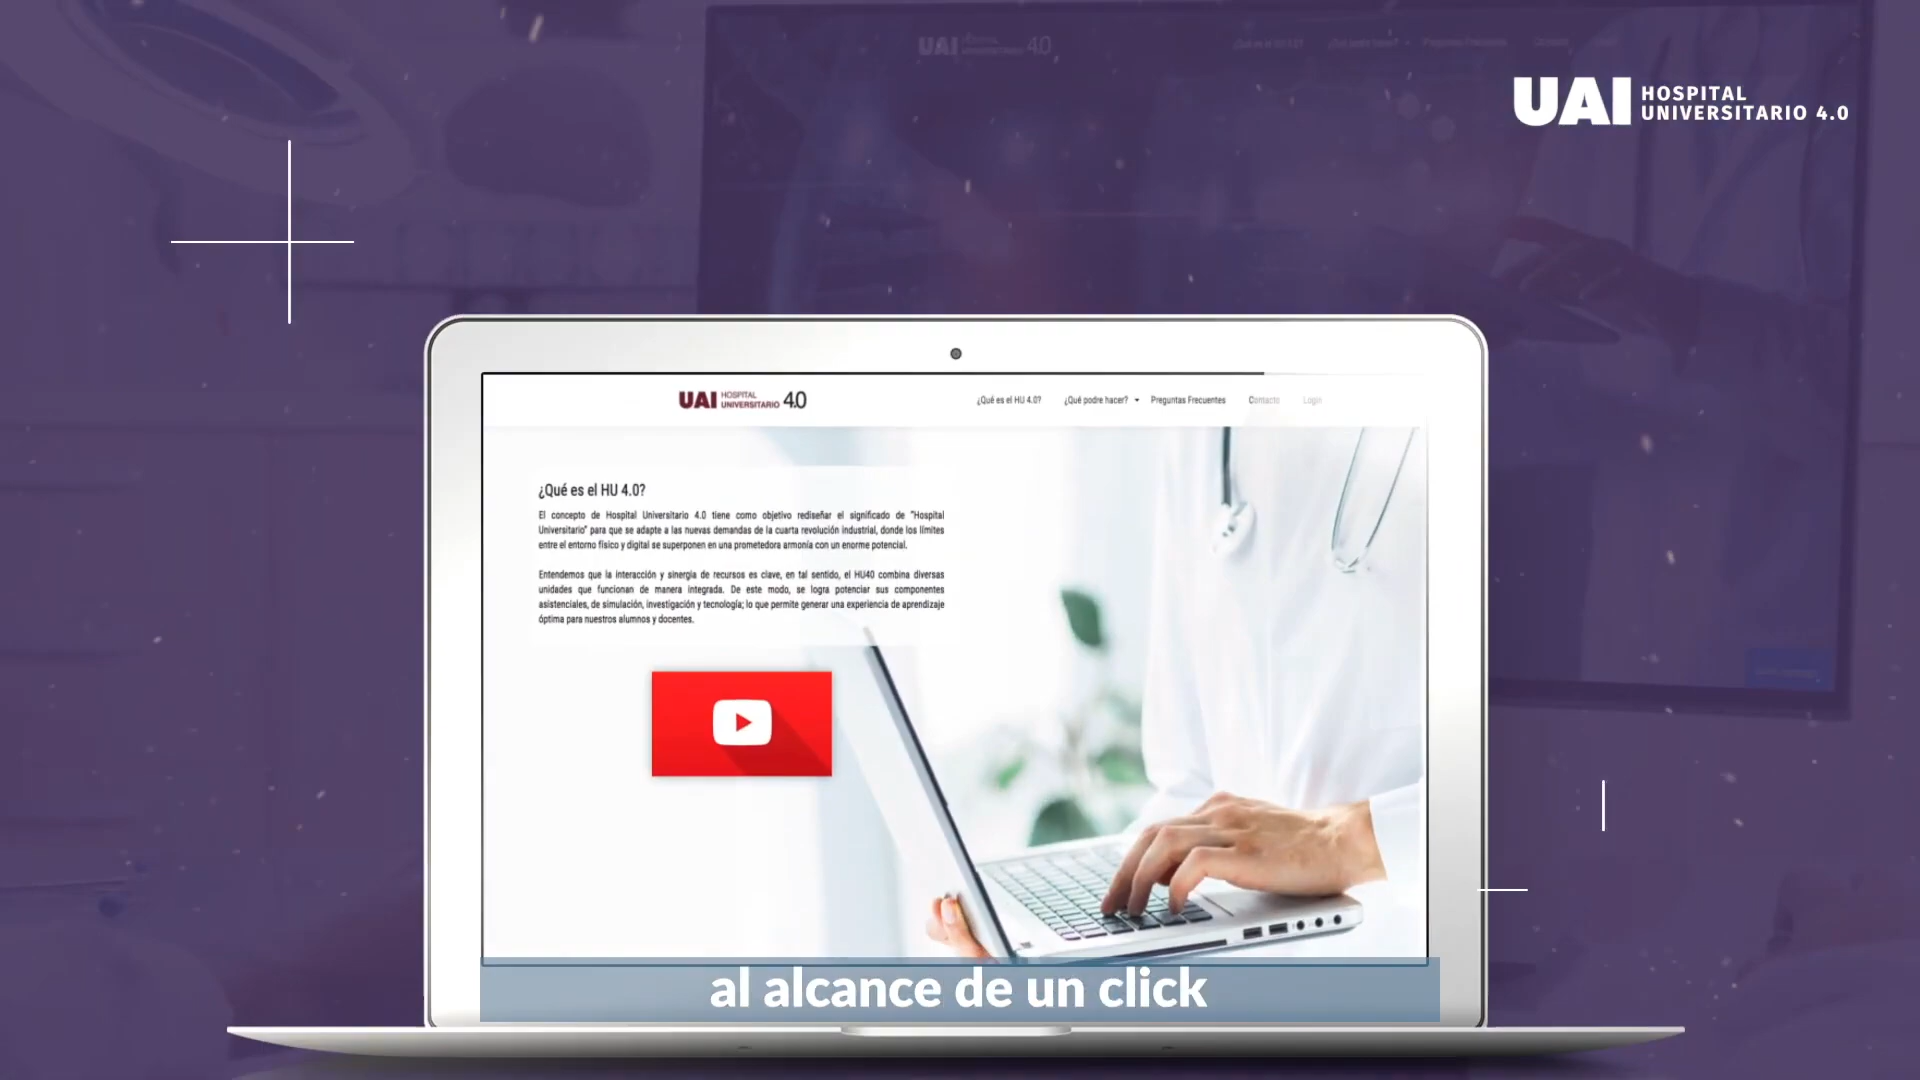 UAI HOSPITAL
UNIVERSITARIO 4.0
UAI HOSPITAL
UNIVERSITARIO 4.0
¿Qué es el HU 4.0? ¿Qué podre hacer? Preguntas Frecuentes Contacto Login
¿Qué es el HU 4.0?
El concepto de Hospital Universitario 4.0 tiene como objetivo rediseñar el significado de "Hospital
Universitario" para que se adapte a las nuevas demandas de la cuarta revolución industrial, donde los límites
entre el entorno físico y digital se superponen en una prometedora armonía con un enorme potencial.
Entendemos que la interacción y sinergia de recursos es clave, en tal sentido, el HU40 combina diversas
unidades que funcionan de manera integrada. De este modo, se logra potenciar sus componentes
asistenciales, de simulación, investigación y tecnología; lo que permite generar una experiencia de aprendizaje
óptima para nuestros alumnos y docentes.
al alcance de un click